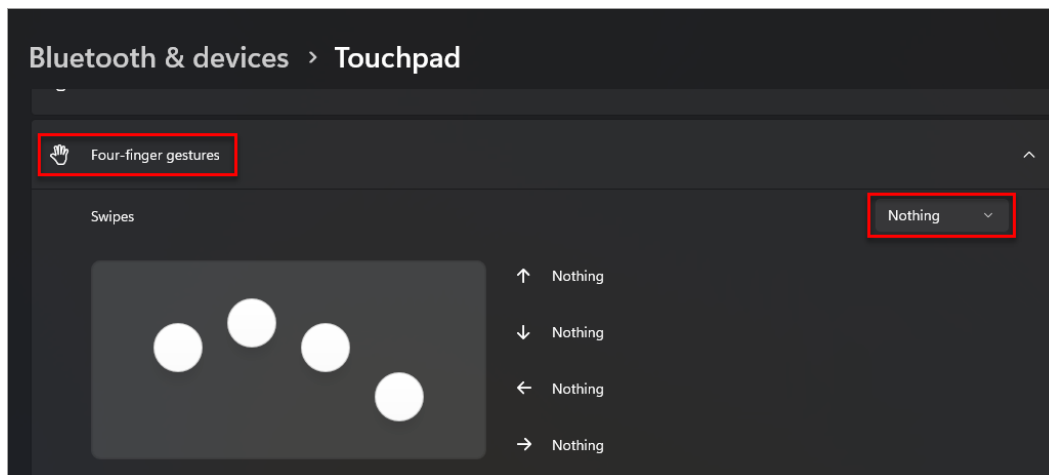 Bluetooth & devices > Touchpad
Four-finger gestures
Swipes
Nothing
↑ Nothing
↓ Nothing
← Nothing
→ Nothing